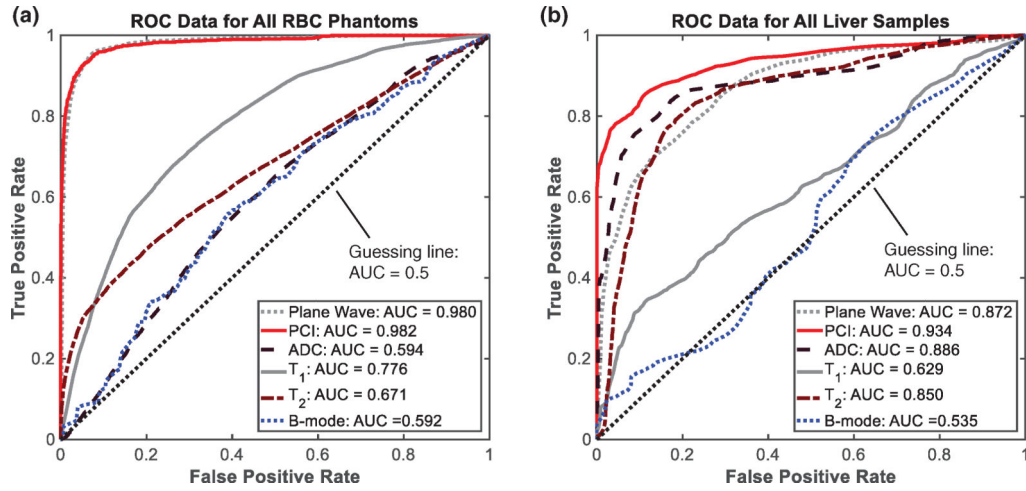 (a)
ROC Data for All RBC Phantoms
1
0.8
0.6
0.4
0.2
0
True Positive Rate
Guessing line:
AUC = 0.5
Plane Wave: AUC = 0.980
PCI: AUC = 0.982
ADC: AUC = 0.594
T1: AUC = 0.776
T2: AUC = 0.671
B-mode: AUC =0.592
0 0.2 0.4 0.6 0.8 1
False Positive Rate
(b)
ROC Data for All Liver Samples
1
0.8
0.6
0.4
0.2
0
True Positive Rate
Guessing line:
AUC = 0.5
Plane Wave: AUC = 0.872
PCI: AUC = 0.934
ADC: AUC = 0.886
T1: AUC = 0.629
T2: AUC = 0.850
B-mode: AUC =0.535
0 0.2 0.4 0.6 0.8 1
False Positive Rate